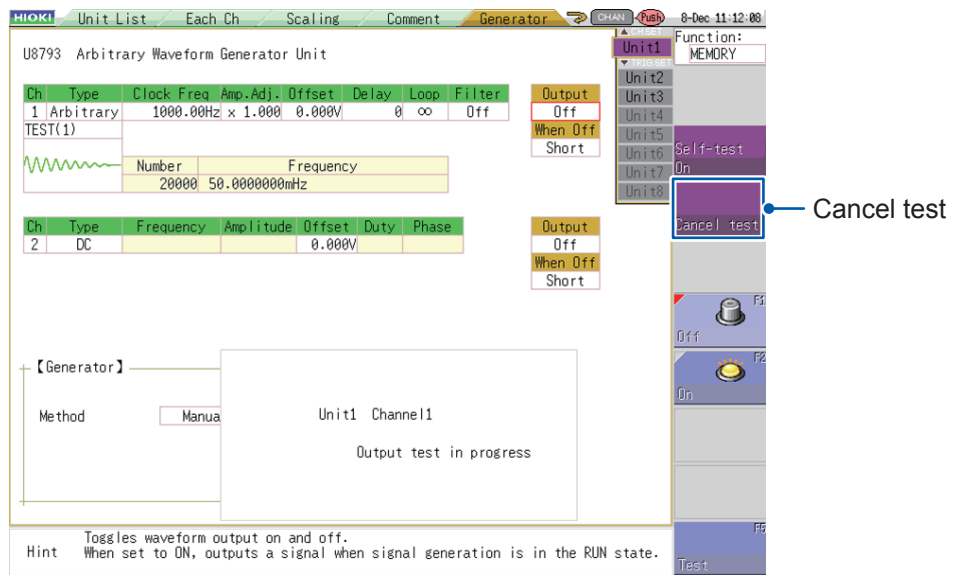 HIOKI Unit List Each Ch Scaling Comment Generator CHAN Push 8-Dec 11:12:08
U8793 Arbitrary Waveform Generator Unit
▲ CH.SET
Unit1
▼ TRIG.SET
Unit2
Unit3
Unit4
Unit5
Unit6
Unit7
Unit8
Function:
MEMORY
Ch Type Clock Freq Amp.Adj. Offset Delay Loop Filter
1 Arbitrary 1000.00Hz x 1.000 0.000V 0 ∞ Off
TEST(1)
Number Frequency
20000 50.0000000mHz
Output
Off
When Off
Short
Self-test
On
Cancel test
Cancel test
Ch Type Frequency Amplitude Offset Duty Phase
2 DC 0.000V
Output
Off
When Off
Short
F1
Off
F2
On
【Generator】
Method Manua
Unit1 Channel1
Output test in progress
Hint Toggles waveform output on and off.
When set to ON, outputs a signal when signal generation is in the RUN state.
F5
Test